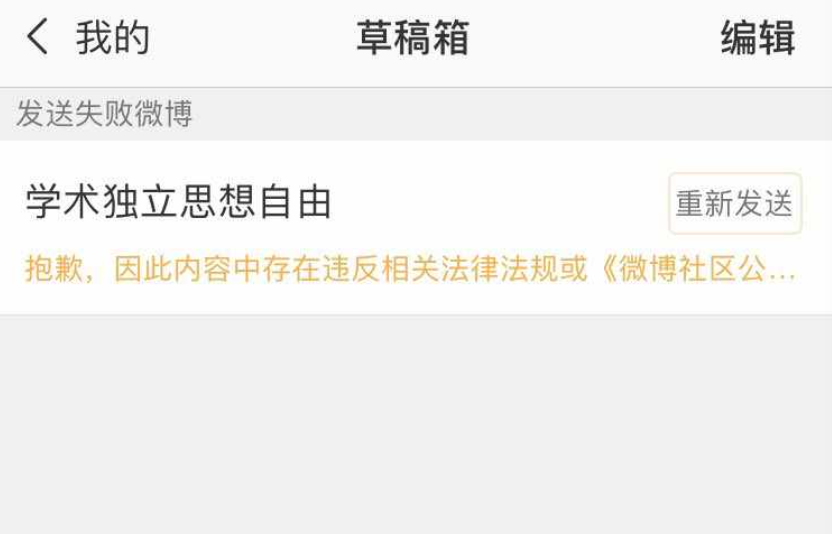 我的 草稿箱 编辑
发送失败微博
学术独立思想自由 重新发送
抱歉，因此内容中存在违反相关法律法规或《微博社区公...